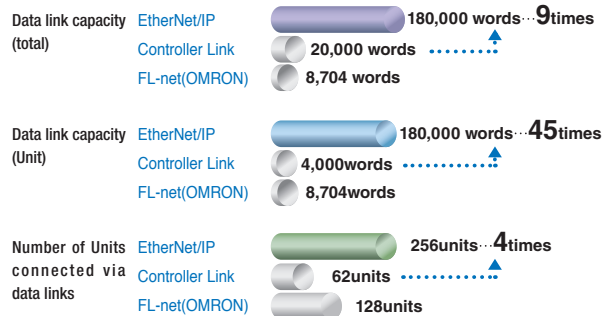 Data link capacity EtherNet/IP 180,000 words···9times
(total) Controller Link 20,000 words
FL-net(OMRON) 8,704 words
Data link capacity EtherNet/IP 180,000 words···45times
(Unit) Controller Link 4,000words
FL-net(OMRON) 8,704words
Number of Units EtherNet/IP 256units···4times
connected via Controller Link 62units
data links FL-net(OMRON) 128units